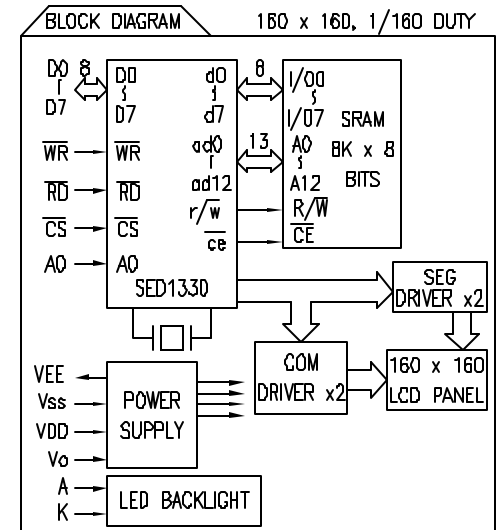 BLOCK DIAGRAM
160 x 160, 1/160 DUTY
D0 8 D0 d0 8 I/O0
D7 D7 d7 I/O7
SRAM
8K x 8
BITS
WR WR ad0 13 A0
RD RD ad12 A12
r/w R/W
CS CS ce CE
A0 A0
SED1330
SEG
DRIVER x2
COM
DRIVER x2
160 x 160
LCD PANEL
VEE
Vss
VDD
Vo
POWER
SUPPLY
A
K
LED BACKLIGHT